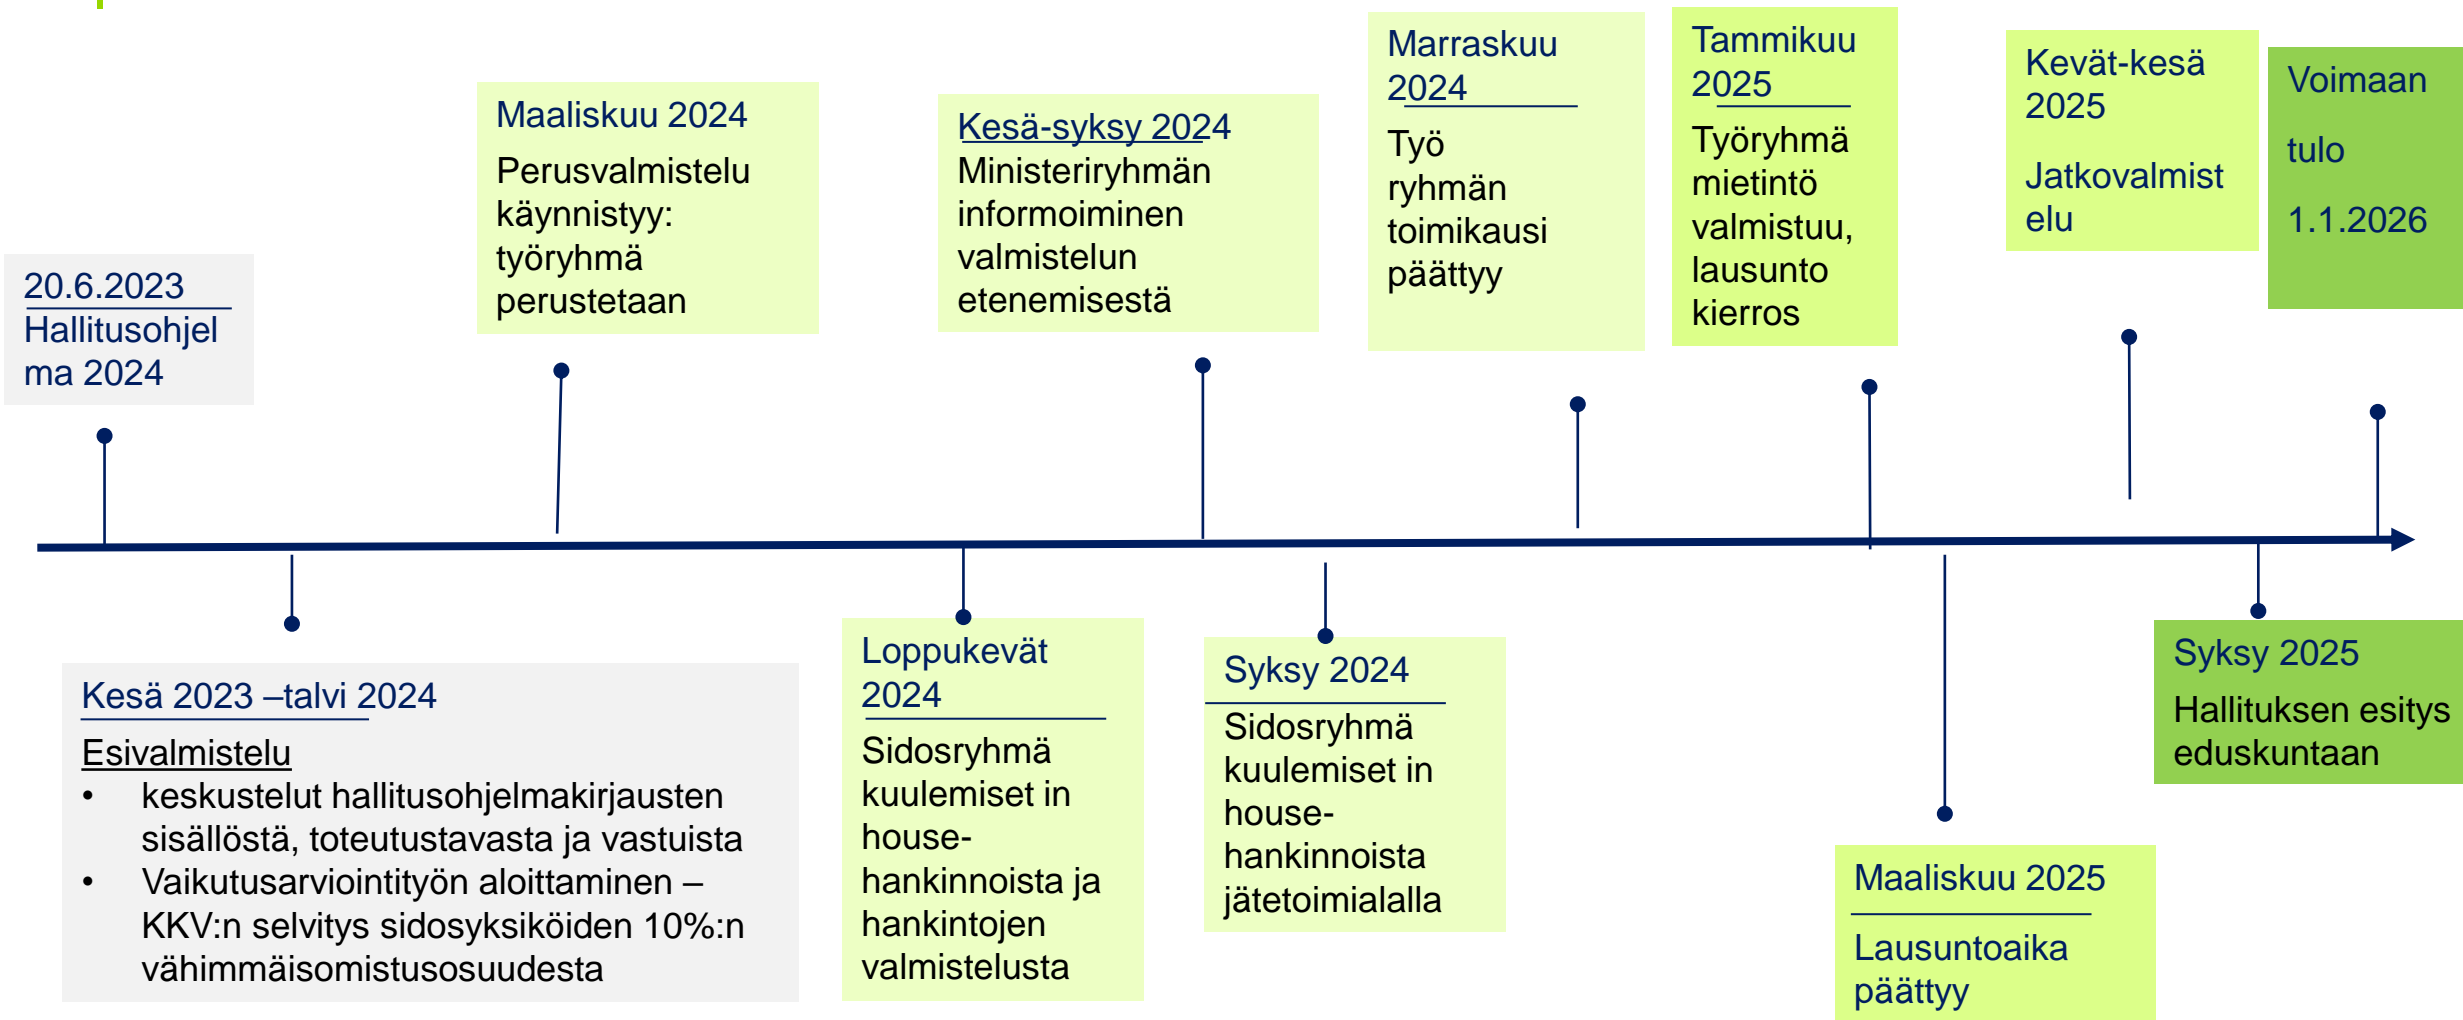 20.6.2023
Hallitusohjel
ma 2024
Maaliskuu 2024
Perusvalmistelu
käynnistyy:
työryhmä
perustetaan
Kesä-syksy 2024
Ministeriryhmän
informoiminen
valmistelun
etenemisestä
Marraskuu
2024
Työ
ryhmän
toimikausi
päättyy
Tammikuu
2025
Työryhmä
mietintö
valmistuu,
lausunto
kierros
Kevät-kesä
2025
Jatkovalmist
elu
Voimaan
tulo
1.1.2026
Kesä 2023 –talvi 2024
Esivalmistelu
• keskustelut hallitusohjelmakirjausten
sisällöstä, toteutustavasta ja vastuista
• Vaikutusarviointityön aloittaminen –
KKV:n selvitys sidosyksiköiden 10%:n
vähimmäisomistusosuudesta
Loppukevät
2024
Sidosryhmä
kuulemiset in
house-
hankinnoista ja
hankintojen
valmistelusta
Syksy 2024
Sidosryhmä
kuulemiset in
house-
hankinnoista
jätetoimialalla
Maaliskuu 2025
Lausuntoaika
päättyy
Syksy 2025
Hallituksen esitys
eduskuntaan